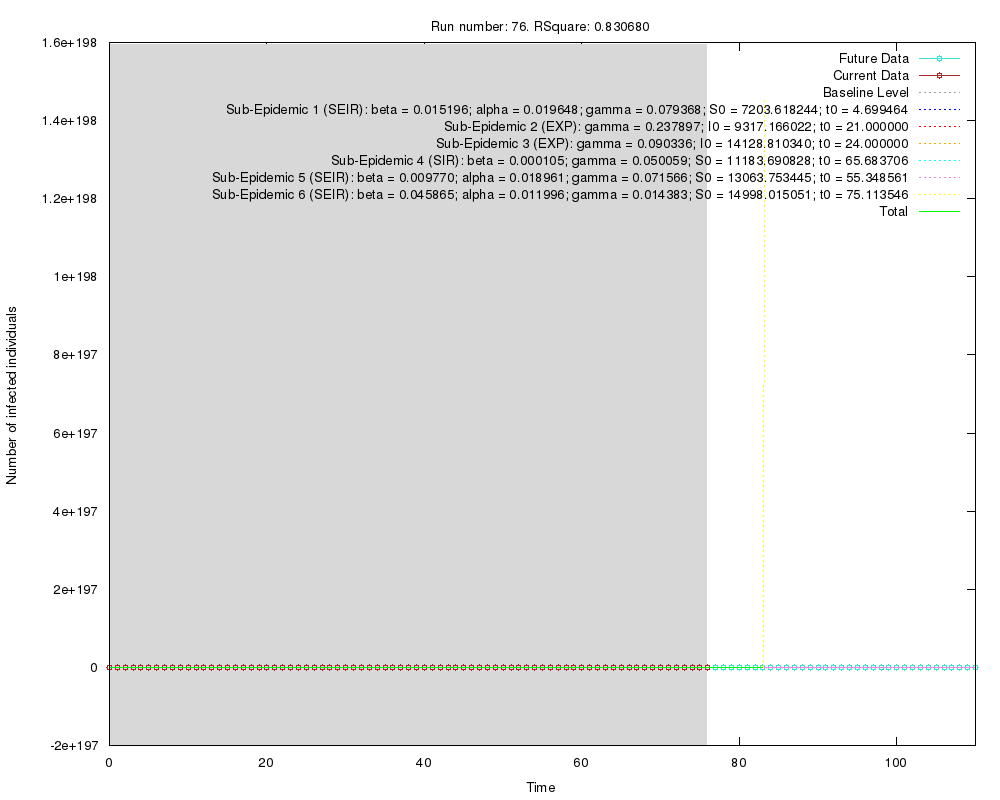 Run number: 76. RSquare: 0.830680
1.6e+198
1.4e+198
1.2e+198
1e+198
8e+197
6e+197
4e+197
2e+197
0
-2e+197
Number of infected individuals
Future Data
Current Data
Baseline Level
Sub-Epidemic 1 (SEIR): beta = 0.015196; alpha = 0.019648; gamma = 0.079368; S0 = 7203.618244; t0 = 4.699464
Sub-Epidemic 2 (EXP): gamma = 0.237897; I0 = 9317.166022; t0 = 21.000000
Sub-Epidemic 3 (EXP): gamma = 0.090336; I0 = 14128.810340; t0 = 24.000000
Sub-Epidemic 4 (SIR): beta = 0.000105; gamma = 0.050059; S0 = 11183.690828; t0 = 65.683706
Sub-Epidemic 5 (SEIR): beta = 0.009770; alpha = 0.018961; gamma = 0.071566; S0 = 13063.753445; t0 = 55.348561
Sub-Epidemic 6 (SEIR): beta = 0.045865; alpha = 0.011996; gamma = 0.014383; S0 = 14998.015051; t0 = 75.113546
Total
0 20 40 60 80 100
Time